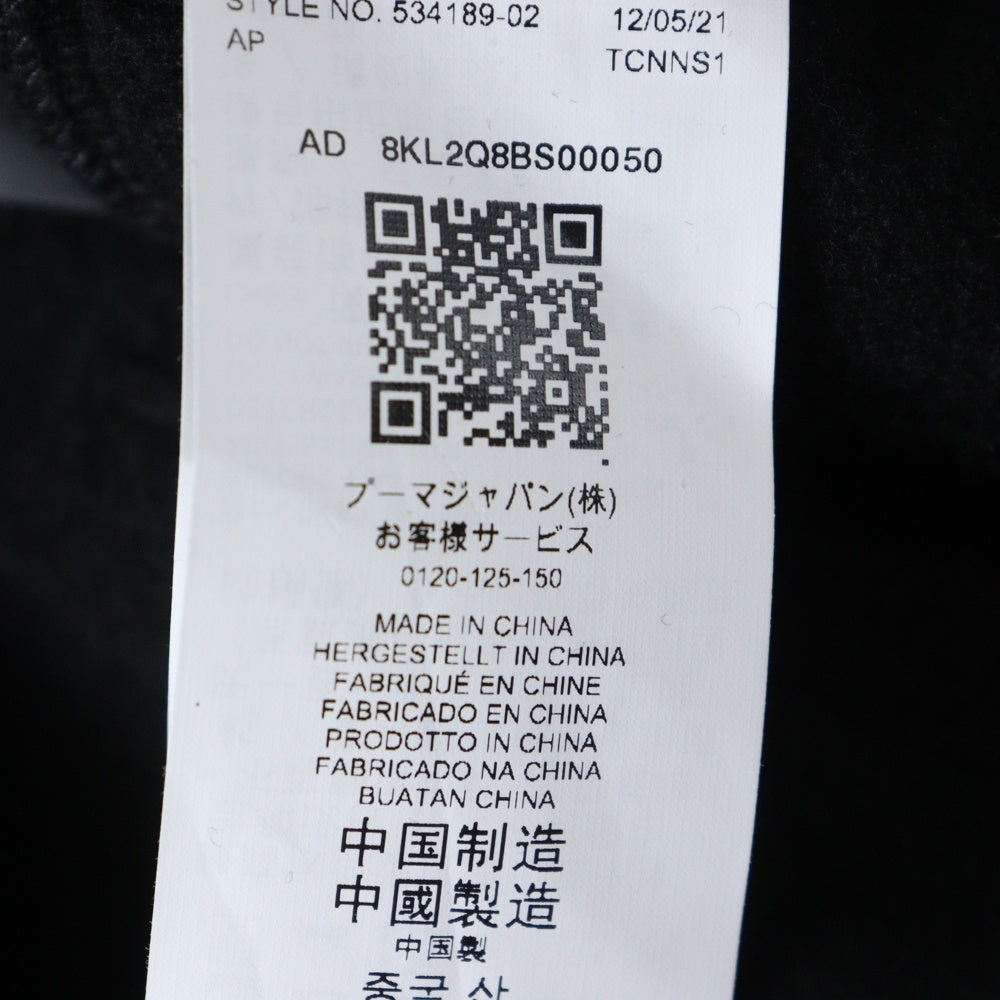 STYLE NO. 534189-02 12/05/21
AP TCNNS1
AD 8KL2Q8BS00050
プーマジャパン(株)
お客様サービス
0120-125-150
MADE IN CHINA
HERGESTELLT IN CHINA
FABRIQUÉ EN CHINE
FABRICADO EN CHINA
PRODOTTO IN CHINA
FABRICADO NA CHINA
BUATAN CHINA
中国制造
中國製造
中国製
중국 산